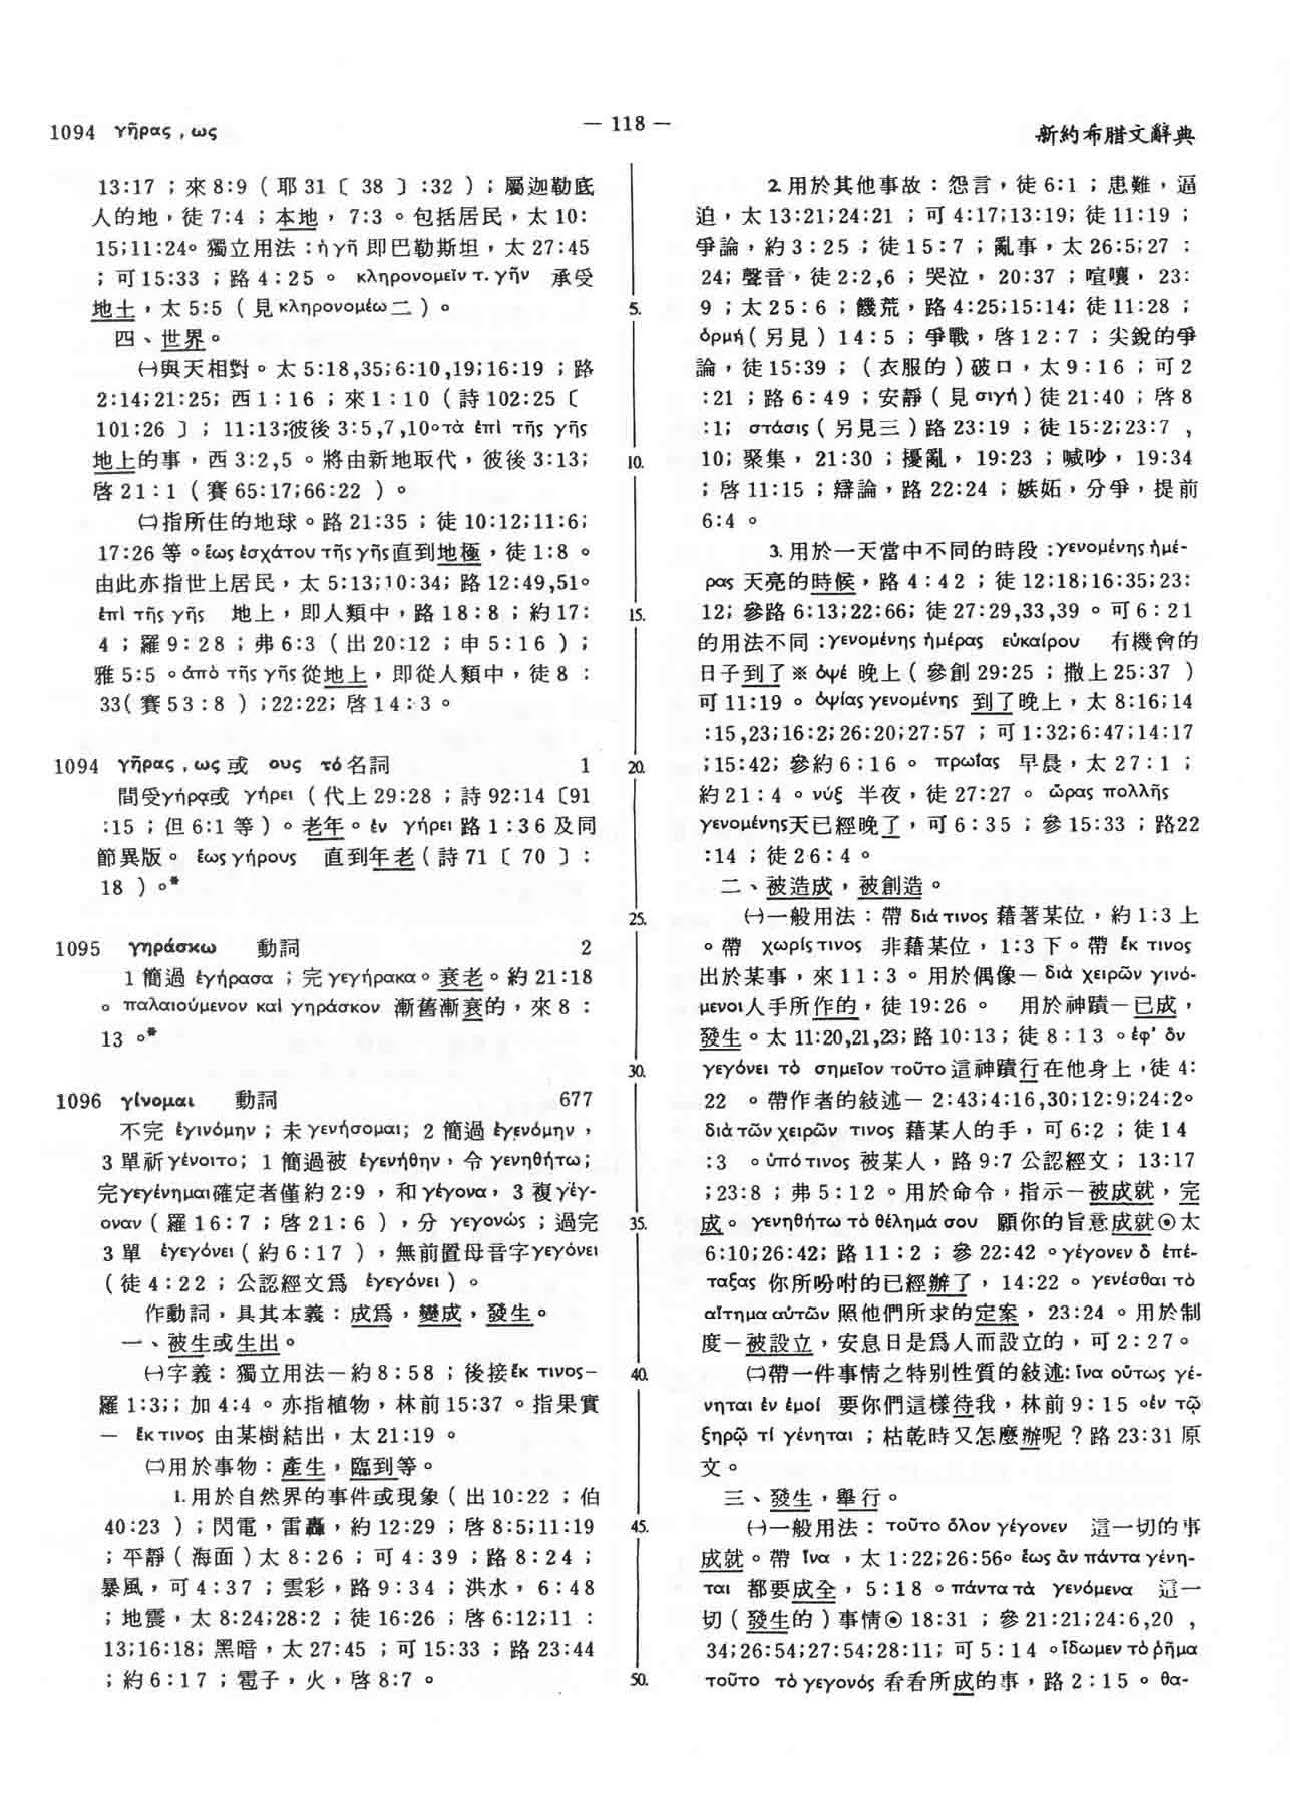 1094 γῆρας , ως
— 118 —
新約希腊文辭典
13:17 ; 來 8:9 ( 耶 31〔 38 〕:32 ) ; 屬迦勒底
人的地，徒 7:4 ; 本地， 7:3 。包括居民，太 10:
15;11:24。獨立用法 : ἡ γῆ 即巴勒斯坦，太 27:45
; 可 15:33 ; 路 4 : 25 。 κληρονομεῖν τ. γῆν 承受
地土，太 5:5 ( 見 κληρονομέω 二 ) 。
四、世界。
㈠與天相對。太 5:18,35;6:10,19;16:19 ; 路
2:14;21:25; 西 1 : 16 ; 來 1 : 10 ( 詩 102:25〔
101:26 〕; 11:13;彼後 3:5,7,10。τὰ ἐπὶ τῆς γῆς
地上的事，西 3:2,5 。將由新地取代，彼後 3:13;
啓 21 : 1 ( 賽 65:17;66:22 ) 。
㈡指所住的地球。路 21:35 ; 徒 10:12;11:6;
17:26 等。ἕως ἐσχάτου τῆς γῆς 直到地極，徒 1:8 。
由此亦指世上居民，太 5:13;10:34; 路 12:49,51。
ἐπὶ τῆς γῆς 地上，即人類中，路 18 : 8 ; 約 17:
4 ; 羅 9 : 28 ; 弗 6:3 ( 出 20:12 ; 申 5 : 16 ) ;
雅 5:5 。ἀπὸ τῆς γῆς 從地上，即從人類中，徒 8 :
33( 賽 53 : 8 ) ;22:22; 啓 14 : 3 。
1094 γῆρας , ως 或 ους τό 名詞 1
間受γήρᾳ或 γήρει ( 代上 29:28 ; 詩 92:14〔91
:15 ; 但 6:1 等 ) 。老年。ἐν γήρει 路 1 : 36 及同
節異版。 ἕως γήρους 直到年老 ( 詩 71〔 70 〕:
18 ) 。*
1095 γηράσκω 動詞 2
1 簡過 ἐγήρασα ; 完 γεγήρακα。衰老。約 21:18
。παλαιούμενον καὶ γηράσκον 漸舊漸衰的，來 8 :
13 。*
1096 γίνομαι 動詞 677
不完 ἐγινόμην ; 未 γενήσομαι; 2 簡過 ἐγενόμην，
3 單祈 γένοιτο; 1 簡過被 ἐγενήθην，令 γενηθήτω;
完γεγένημαι確定者僅約 2:9 ，和 γέγονα， 3 複 γέγ-
οναν ( 羅 16:7 ; 啓 21:6 ) ，分 γεγονώς ; 過完
3 單 ἐγεγόνει ( 約 6 : 17 ) ，無前置母音字 γεγόνει
( 徒 4 : 22 ; 公認經文爲 ἐγεγόνει ) 。
作動詞，具其本義 : 成爲，變成，發生。
一、被生或生出。
㈠字義 : 獨立用法—約 8 : 58 ; 後接 ἔκ τινος—
羅 1:3;; 加 4:4 。亦指植物，林前 15:37 。指果實
— ἔκ τινος 由某樹結出，太 21:19 。
㈡用於事物 : 產生，臨到等。
1. 用於自然界的事件或現象 ( 出 10:22 ; 伯
40:23 ) ; 閃電，雷轟，約 12:29 ; 啓 8:5;11:19
; 平靜 ( 海面 ) 太 8:26 ; 可 4 : 39 ; 路 8 : 24 ;
暴風，可 4 : 37 ; 雲彩，路 9 : 34 ; 洪水， 6 : 48
; 地震，太 8:24;28:2 ; 徒 16:26 ; 啓 6:12;11 :
13;16:18; 黑暗，太 27:45 ; 可 15:33 ; 路 23:44
; 約 6 : 17 ; 雹子，火，啓 8:7 。
5.
10.
15.
20.
25.
30.
35.
40.
45.
50.
2. 用於其他事故 : 怨言，徒 6:1 ; 患難，逼
迫，太 13:21;24:21 ; 可 4:17;13:19; 徒 11:19 ;
爭論，約 3 : 25 ; 徒 15 : 7 ; 亂事，太 26:5;27 :
24; 聲音，徒 2:2,6 ; 哭泣， 20:37 ; 喧嚷， 23:
9 ; 太 25 : 6 ; 饑荒，路 4:25;15:14; 徒 11:28 ;
ὁρμή ( 另見 ) 14 : 5 ; 爭戰，啓 12 : 7 ; 尖銳的爭
論，徒 15:39 ; ( 衣服的 ) 破口，太 9 : 16 ; 可 2
:21 ; 路 6 : 49 ; 安靜 ( 見 σιγή ) 徒 21:40 ; 啓 8
:1; στάσις ( 另見三 ) 路 23:19 ; 徒 15:2;23:7 ,
10; 聚集， 21:30 ; 擾亂， 19:23 ; 喊吵， 19:34
; 啓 11:15 ; 辯論，路 22:24 ; 嫉妬，分爭，提前
6:4 。
3. 用於一天當中不同的時段 : γενομένης ἡμέ-
ρας 天亮的時候，路 4 : 42 ; 徒 12:18;16:35;23:
12; 參路 6:13;22:66; 徒 27:29,33,39 。可 6 : 21
的用法不同 : γενομένης ἡμέρας εὐκαίρου 有機會的
日子到了 ※ ὀψέ 晚上 ( 參創 29:25 ; 撒上 25:37 )
可 11:19 。 ὀψίας γενομένης 到了晚上，太 8:16;14
:15,23;16:2;26:20;27:57 ; 可 1:32;6:47;14:17
;15:42; 參約 6 : 16 。 πρωΐας 早晨，太 27 : 1 ;
約 21 : 4 。νύξ 半夜，徒 27:27 。 ὥρας πολλῆς
γενομένης天已經晚了，可 6 : 35 ; 參 15:33 ; 路22
:14 ; 徒 26 : 4 。
二、被造成，被創造。
㈠一般用法 : 帶 διά τινος 藉著某位，約 1:3 上
。帶 χωρίς τινος 非藉某位， 1:3 下。帶 ἔκ τινος
出於某事，來 11 : 3 。用於偶像— διὰ χειρῶν γινό-
μενοι人手所作的，徒 19:26 。 用於神蹟—已成，
發生。太 11:20,21,23; 路 10:13 ; 徒 8 : 13 。ἐφ' ὃν
γεγόνει τὸ σημεῖον τοῦτο 這神蹟行在他身上，徒 4:
22 。帶作者的敍述— 2:43;4:16,30;12:9;24:2。
διὰ τῶν χειρῶν τινος 藉某人的手，可 6:2 ; 徒 14
:3 。ὑπό τινος 被某人，路 9:7 公認經文 ; 13:17
;23:8 ; 弗 5 : 12 。用於命令，指示—被成就，完
成。 γενηθήτω τὸ θέλημά σου 願你的旨意成就⊙太
6:10;26:42; 路 11 : 2 ; 參 22:42 。γέγονεν ὃ ἐπέ-
ταξας 你所吩咐的已經辦了， 14:22 。 γενέσθαι τὸ
αἴτημα αὐτῶν 照他們所求的定案， 23:24 。用於制
度—被設立，安息日是爲人而設立的，可 2 : 27。
㈡帶一件事情之特別性質的敍述: ἵνα οὕτως γέ-
νηται ἐν ἐμοί 要你們這樣待我，林前 9 : 15 。ἐν τῷ
ξηρῷ τί γένηται ; 枯乾時又怎麼辦呢？路 23:31 原
文。
三、發生，舉行。
㈠一般用法 : τοῦτο ὅλον γέγονεν 這一切的事
成就。帶 ἵνα ，太 1:22;26:56。ἕως ἂν πάντα γένη-
ται 都要成全， 5:18 。πάντα τὰ γενόμενα 這一
切 ( 發生的 ) 事情⊙ 18:31 ; 參 21:21;24:6,20 ,
34;26:54;27:54;28:11; 可 5 : 14 。ἴδωμεν τὸ ῥῆμα
τοῦτο τὸ γεγονός 看看所成的事，路 2 : 15 。θα-